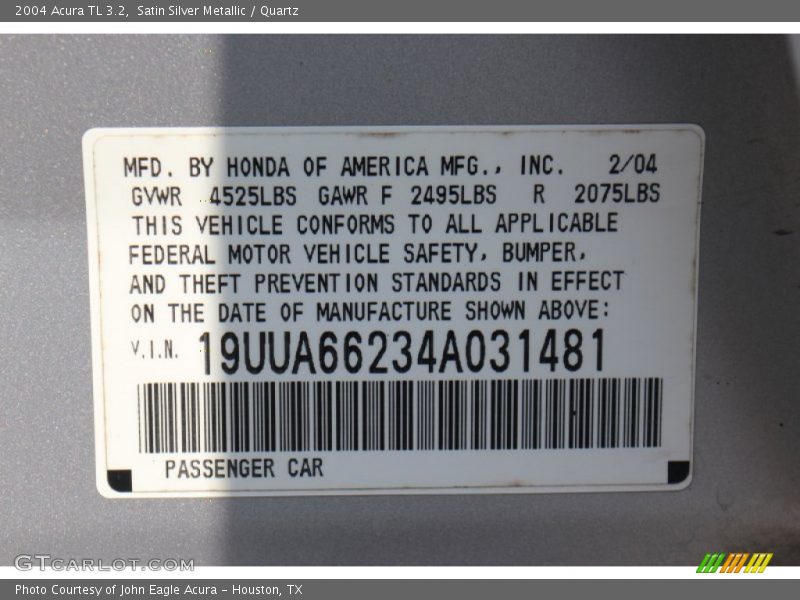 2004 Acura TL 3.2, Satin Silver Metallic / Quartz
MFD. BY HONDA OF AMERICA MFG., INC. 2/04
GVWR 4525LBS GAWR F 2495LBS R 2075LBS
THIS VEHICLE CONFORMS TO ALL APPLICABLE
FEDERAL MOTOR VEHICLE SAFETY, BUMPER,
AND THEFT PREVENTION STANDARDS IN EFFECT
ON THE DATE OF MANUFACTURE SHOWN ABOVE:
V.I.N. 19UUA66234A031481
PASSENGER CAR
GTCARLOT.COM
Photo Courtesy of John Eagle Acura - Houston, TX